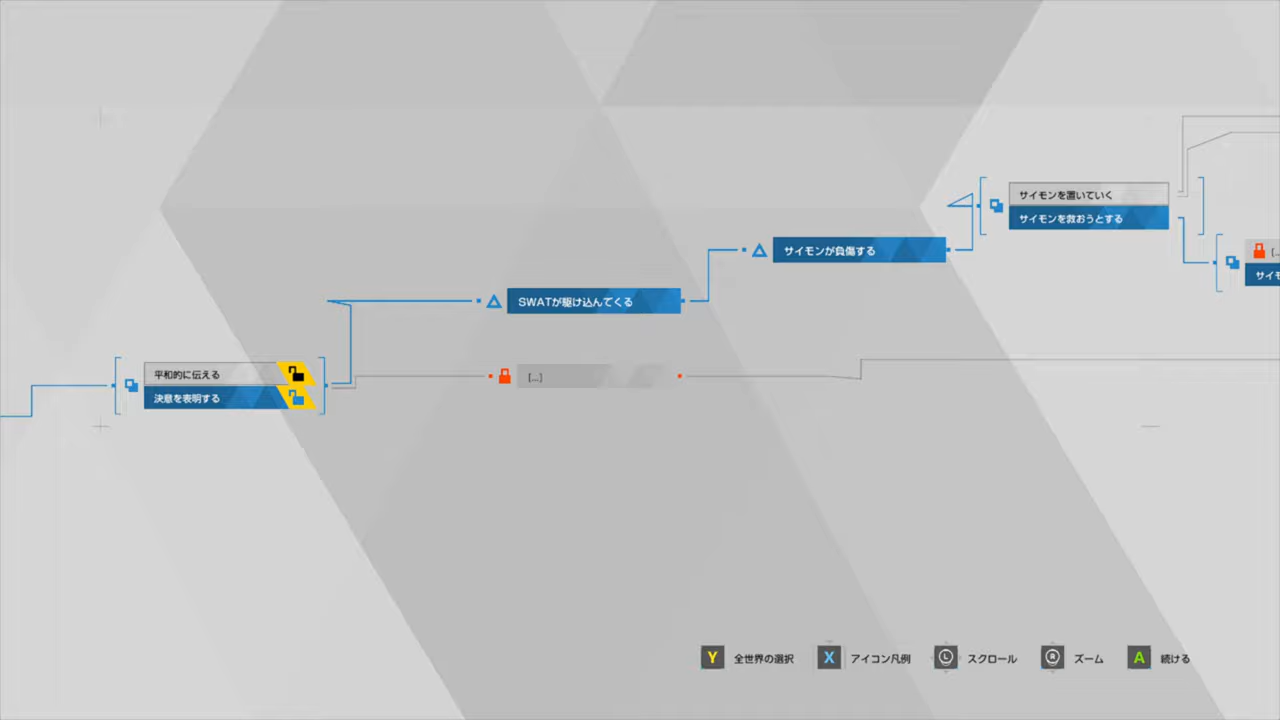 サイモンを置いていく
サイモンを救おうとする
[...
サイモ
サイモンが負傷する
SWATが駆け込んてくる
平和的に伝える
決意を表明する
[...]
Y 全世界の選択
X アイコン凡例
L スクロール
R ズーム
A 続ける